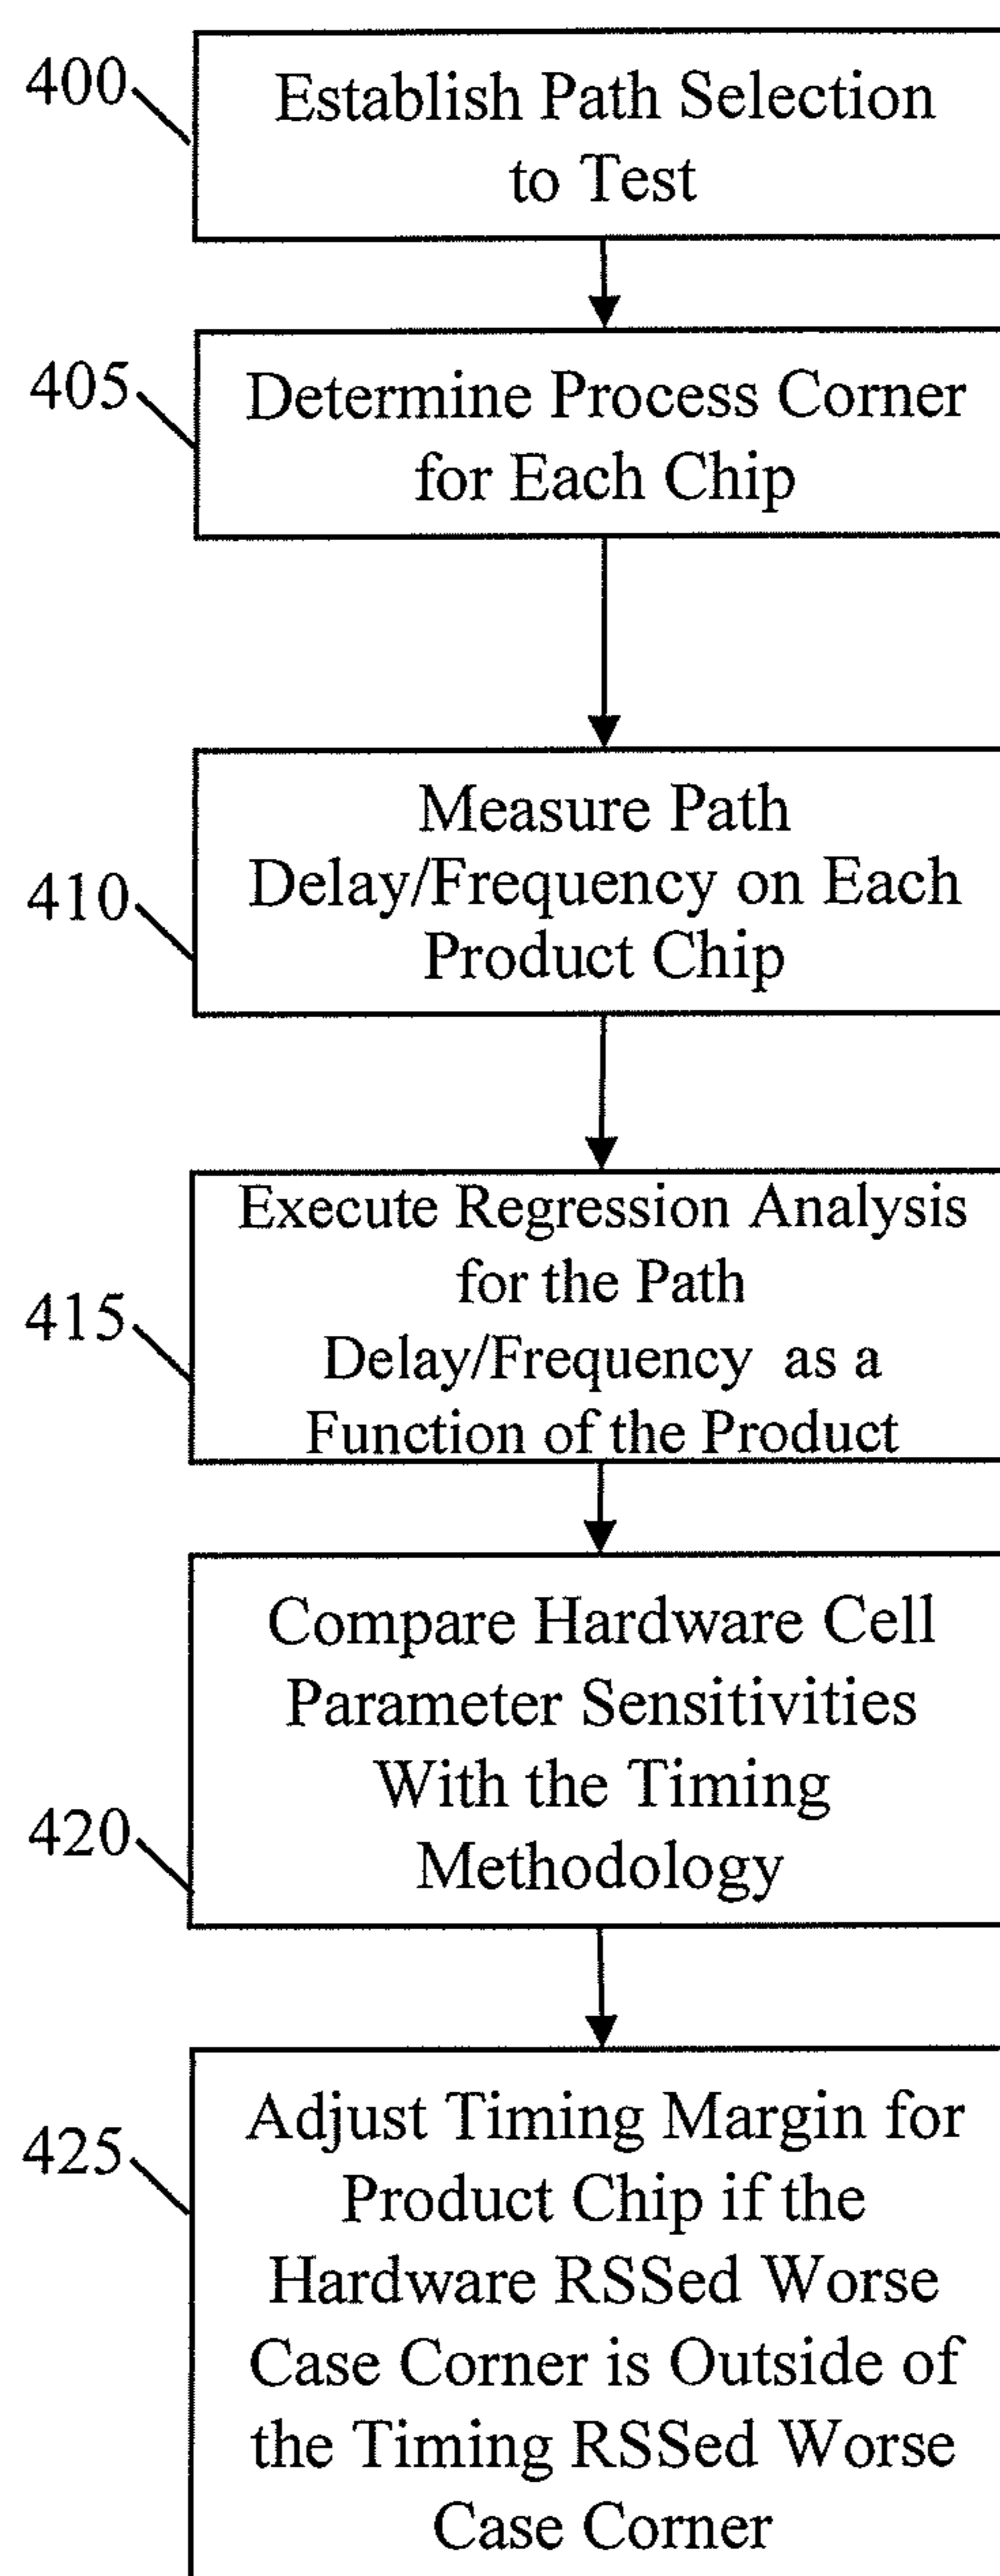 400
Establish Path Selection
to Test
405
Determine Process Corner
for Each Chip
410
Measure Path
Delay/Frequency on Each
Product Chip
415
Execute Regression Analysis
for the Path
Delay/Frequency as a
Function of the Product
420
Compare Hardware Cell
Parameter Sensitivities
With the Timing
Methodology
425
Adjust Timing Margin for
Product Chip if the
Hardware RSSed Worse
Case Corner is Outside of
the Timing RSSed Worse
Case Corner